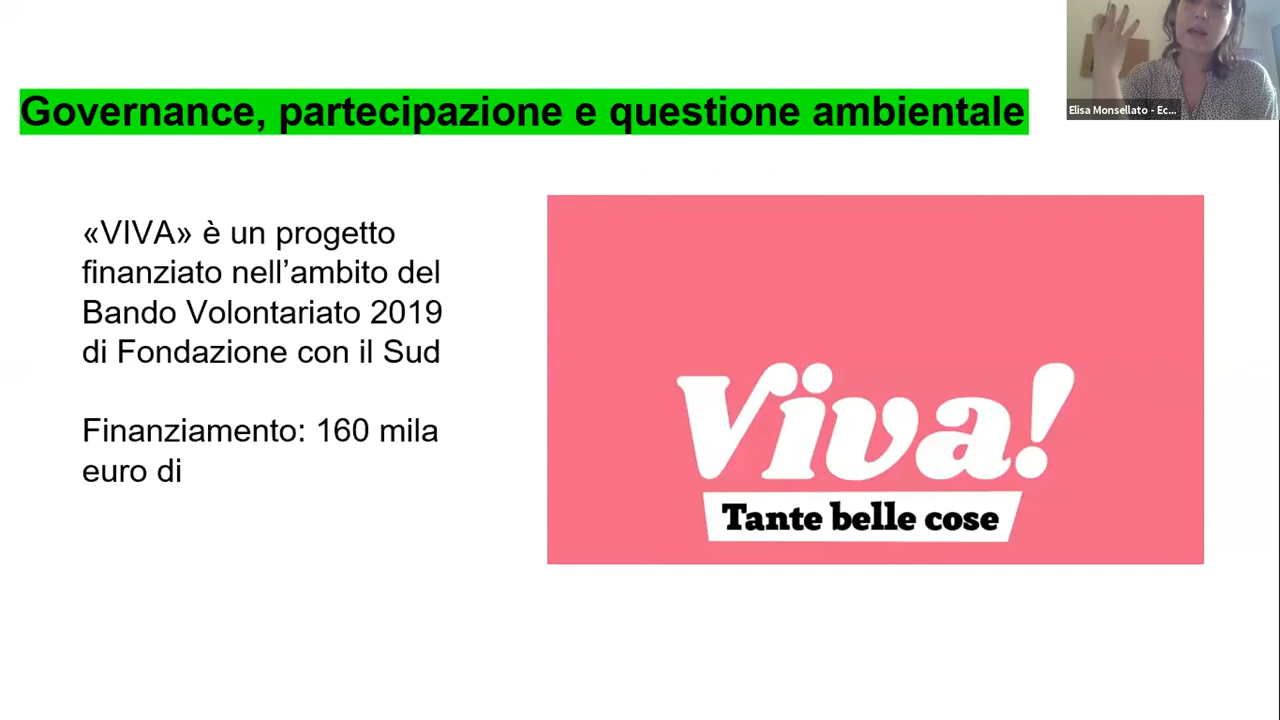 Governance, partecipazione e questione ambientale
Elisa Monsellato - Ec...
«VIVA» è un progetto
finanziato nell’ambito del
Bando Volontariato 2019
di Fondazione con il Sud
Finanziamento: 160 mila
euro di
Viva!
Tante belle cose